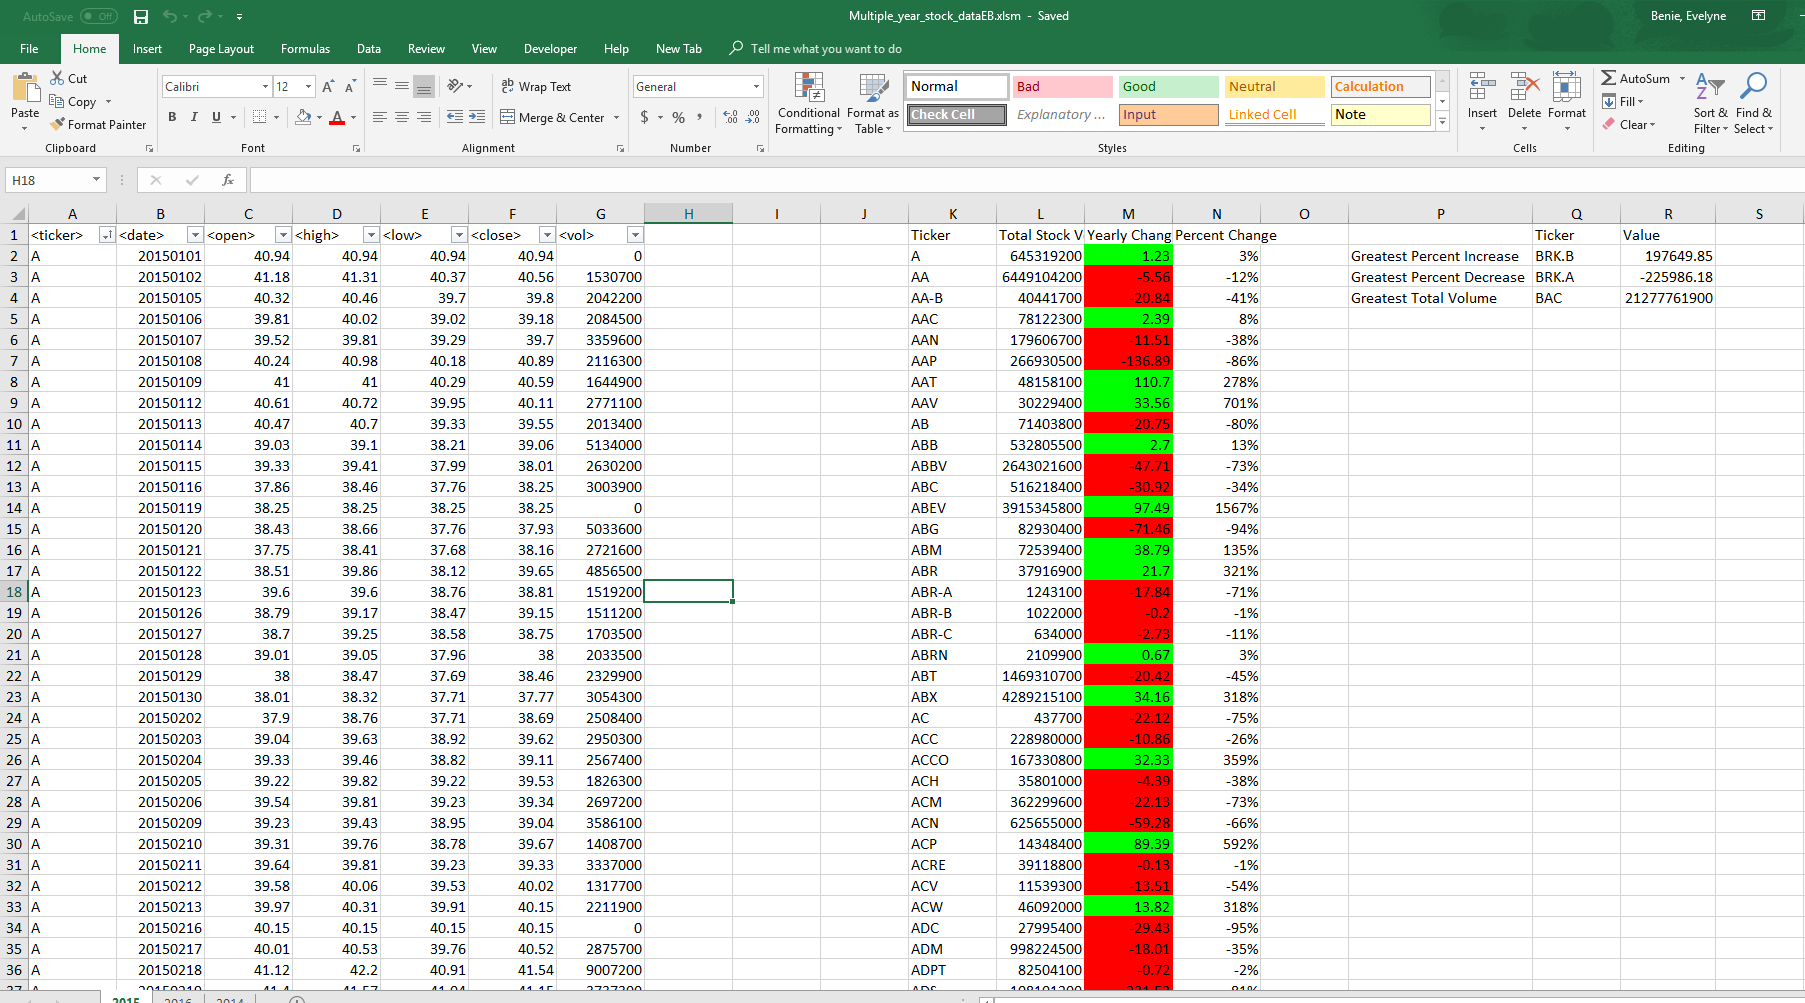 AutoSave Off Multiple_year_stock_dataEB.xlsm - Saved Benie, Evelyne
File Home Insert Page Layout Formulas Data Review View Developer Help New Tab Tell me what you want to do
Paste Cut Copy Format Painter
Calibri 12 Wrap Text General
B I U Merge & Center $ % ,
Conditional Formatting Format as Table
Normal Bad Good Neutral Calculation
Check Cell Explanatory ... Input Linked Cell Note
Insert Delete Format AutoSum Fill Clear Sort & Filter Find & Select
Clipboard Font Alignment Number Styles Cells Editing
H18 fx
A B C D E F G H I J K L M N O P Q R S
1 <ticker> <date> <open> <high> <low> <close> <vol> Ticker Total Stock V Yearly Chang Percent Change Ticker Value
2 A 20150101 40.94 40.94 40.94 40.94 0 A 645319200 1.23 3% Greatest Percent Increase BRK.B 197649.85
3 A 20150102 41.18 41.31 40.37 40.56 1530700 AA 6449104200 -5.56 -12% Greatest Percent Decrease BRK.A -225986.18
4 A 20150105 40.32 40.46 39.7 39.8 2042200 AA-B 40441700 -20.84 -41% Greatest Total Volume BAC 21277761900
5 A 20150106 39.81 40.02 39.02 39.18 2084500 AAC 78122300 2.39 8%
6 A 20150107 39.52 39.81 39.29 39.7 3359600 AAN 179606700 -11.51 -38%
7 A 20150108 40.24 40.98 40.18 40.89 2116300 AAP 266930500 -136.89 -86%
8 A 20150109 41 41 40.29 40.59 1644900 AAT 48158100 110.7 278%
9 A 20150112 40.61 40.72 39.95 40.11 2771100 AAV 30229400 33.56 701%
10 A 20150113 40.47 40.7 39.33 39.55 2013400 AB 71403800 -20.75 -80%
11 A 20150114 39.03 39.1 38.21 39.06 5134000 ABB 532805500 2.7 13%
12 A 20150115 39.33 39.41 37.99 38.01 2630200 ABBV 2643021600 -47.71 -73%
13 A 20150116 37.86 38.46 37.76 38.25 3003900 ABC 516218400 -30.92 -34%
14 A 20150119 38.25 38.25 38.25 38.25 0 ABEV 3915345800 97.49 1567%
15 A 20150120 38.43 38.66 37.76 37.93 5033600 ABG 82930400 -71.46 -94%
16 A 20150121 37.75 38.41 37.68 38.16 2721600 ABM 72539400 38.79 135%
17 A 20150122 38.51 39.86 38.12 39.65 4856500 ABR 37916900 21.7 321%
18 A 20150123 39.6 39.6 38.76 38.81 1519200 ABR-A 1243100 -17.84 -71%
19 A 20150126 38.79 39.17 38.47 39.15 1511200 ABR-B 1022000 -0.2 -1%
20 A 20150127 38.7 39.25 38.58 38.75 1703500 ABR-C 634000 -2.73 -11%
21 A 20150128 39.01 39.05 37.96 38 2033500 ABRN 2109900 0.67 3%
22 A 20150129 38 38.47 37.69 38.46 2329900 ABT 1469310700 -20.42 -45%
23 A 20150130 38.01 38.32 37.71 37.77 3054300 ABX 4289215100 34.16 318%
24 A 20150202 37.9 38.76 37.71 38.69 2508400 AC 437700 -22.12 -75%
25 A 20150203 39.04 39.63 38.92 39.62 2950300 ACC 228980000 -10.86 -26%
26 A 20150204 39.33 39.46 38.82 39.11 2567400 ACCO 167330800 32.33 359%
27 A 20150205 39.22 39.82 39.22 39.53 1826300 ACH 35801000 -4.39 -38%
28 A 20150206 39.54 39.81 39.23 39.34 2697200 ACM 362299600 -22.13 -73%
29 A 20150209 39.23 39.43 38.95 39.04 3586100 ACN 625655000 -59.28 -66%
30 A 20150210 39.31 39.76 38.78 39.67 1408700 ACP 14348400 89.39 592%
31 A 20150211 39.64 39.81 39.23 39.33 3337000 ACRE 39118800 -0.13 -1%
32 A 20150212 39.58 40.06 39.53 40.02 1317700 ACV 11539300 -13.51 -54%
33 A 20150213 39.97 40.31 39.91 40.15 2211900 ACW 46092000 13.82 318%
34 A 20150216 40.15 40.15 40.15 40.15 0 ADC 27995400 -29.43 -95%
35 A 20150217 40.01 40.53 39.76 40.52 2875700 ADM 998224500 -18.01 -35%
36 A 20150218 41.12 42.2 40.91 41.54 9007200 ADPT 82504100 -0.72 -2%
2015 2016 2014